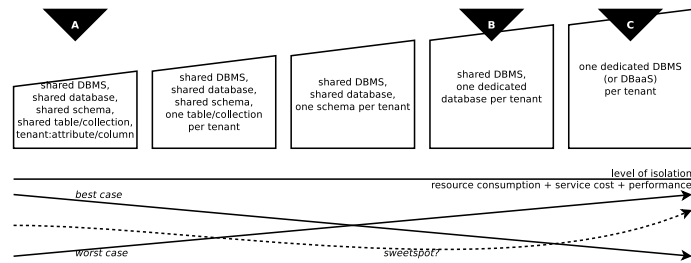 A
B
C
shared DBMS,
shared database,
shared schema,
shared table/collection,
tenant:attribute/column
shared DBMS,
shared database,
shared schema,
one table/collection
per tenant
shared DBMS,
shared database,
one schema per tenant
shared DBMS,
one dedicated
database per tenant
one dedicated DBMS
(or DBaaS)
per tenant
level of isolation
resource consumption + service cost + performance
best case
worst case
sweetspot?